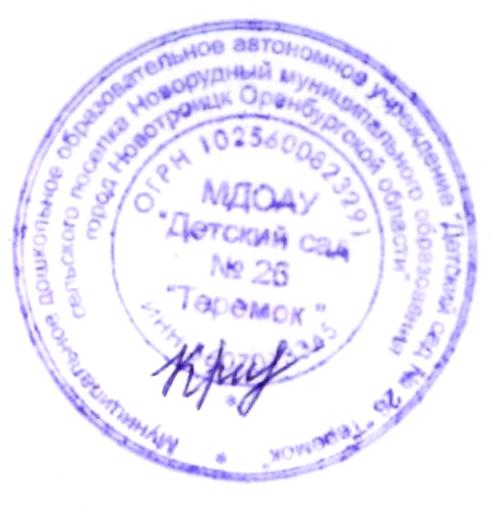 Муниципальное дошкольное образовательное автономное учреждение "Детский сад № 26 "Теремок"
сельского поселка Новорудный муниципального образования
город Новотроицк Оренбургской области"
ОГРН 1025600823291
МДОАУ
"Детский сад
№ 26
"Теремок"
ИНН